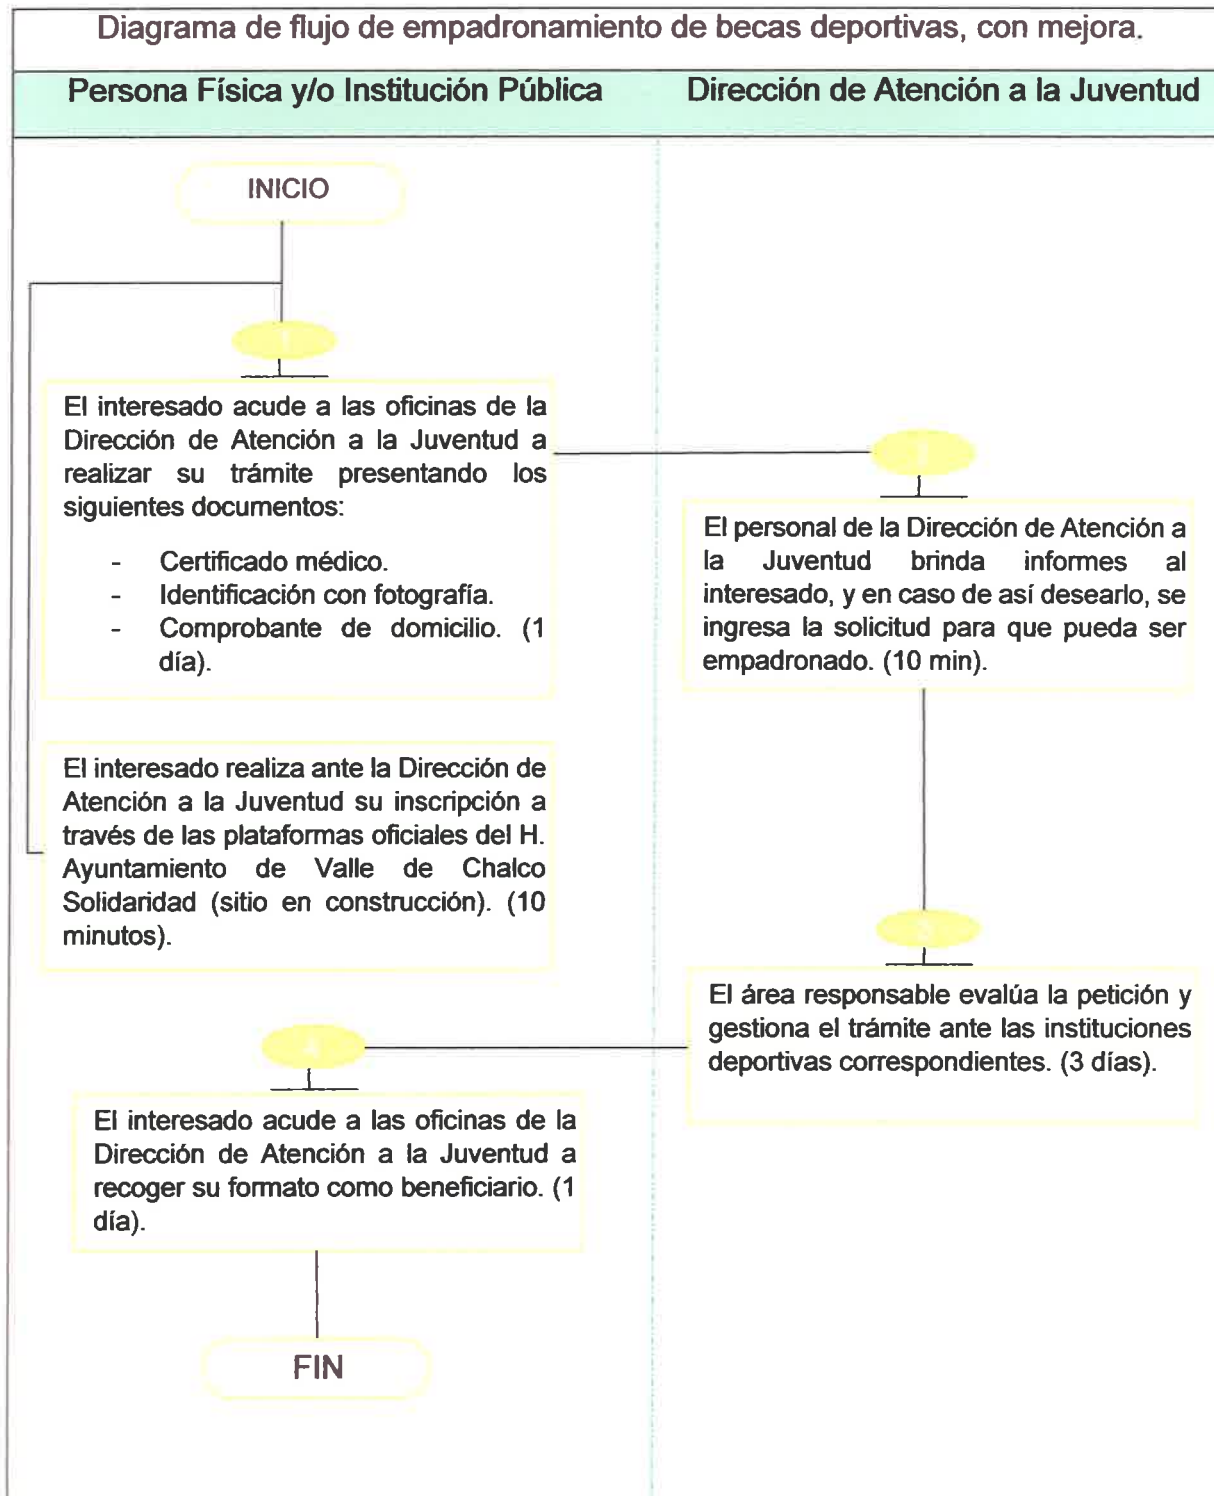 Diagrama de flujo de empadronamiento de becas deportivas, con mejora.
Persona Física y/o Institución Pública
Dirección de Atención a la Juventud
INICIO
1
El interesado acude a las oficinas de la
Dirección de Atención a la Juventud a
realizar su trámite presentando los
siguientes documentos:
- Certificado médico.
- Identificación con fotografía.
- Comprobante de domicilio. (1
día).
2
El personal de la Dirección de Atención a
la Juventud brinda informes al
interesado, y en caso de así desearlo, se
ingresa la solicitud para que pueda ser
empadronado. (10 min).
El interesado realiza ante la Dirección de
Atención a la Juventud su inscripción a
través de las plataformas oficiales del H.
Ayuntamiento de Valle de Chalco
Solidaridad (sitio en construcción). (10
minutos).
3
El área responsable evalúa la petición y
gestiona el trámite ante las instituciones
deportivas correspondientes. (3 días).
4
El interesado acude a las oficinas de la
Dirección de Atención a la Juventud a
recoger su formato como beneficiario. (1
día).
FIN